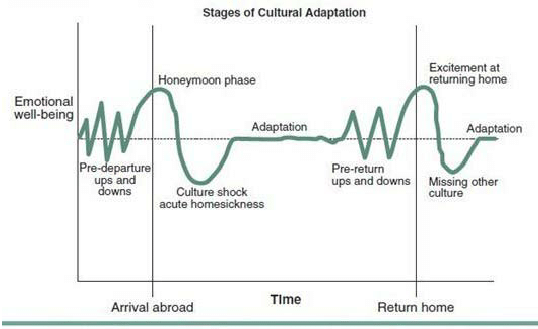 Stages of Cultural Adaptation
Honeymoon phase
Excitement at
returning home
Emotional
well-being
Adaptation
Adaptation
Pre-departure
ups and
downs
Culture shock
acute homesickness
Pre-return
ups and downs
Missing other
culture
Time
Arrival abroad
Return home